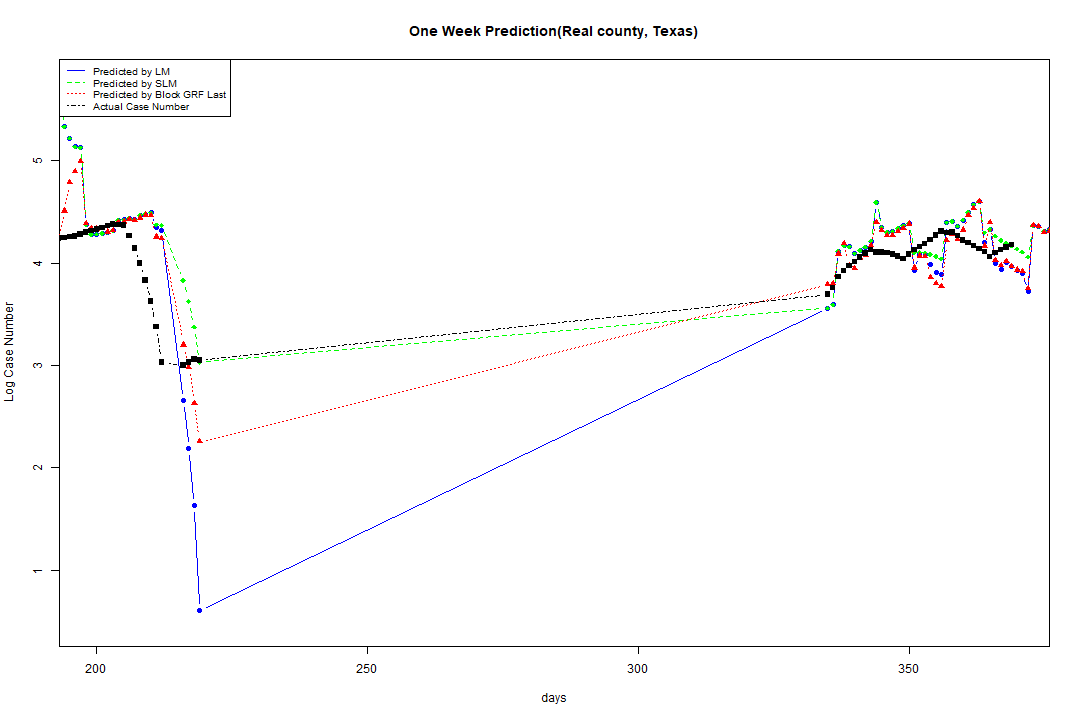 One Week Prediction(Real county, Texas)
Predicted by LM
Predicted by SLM
Predicted by Block GRF Last
Actual Case Number
5
4
3
2
1
Log Case Number
200 250 300 350
days